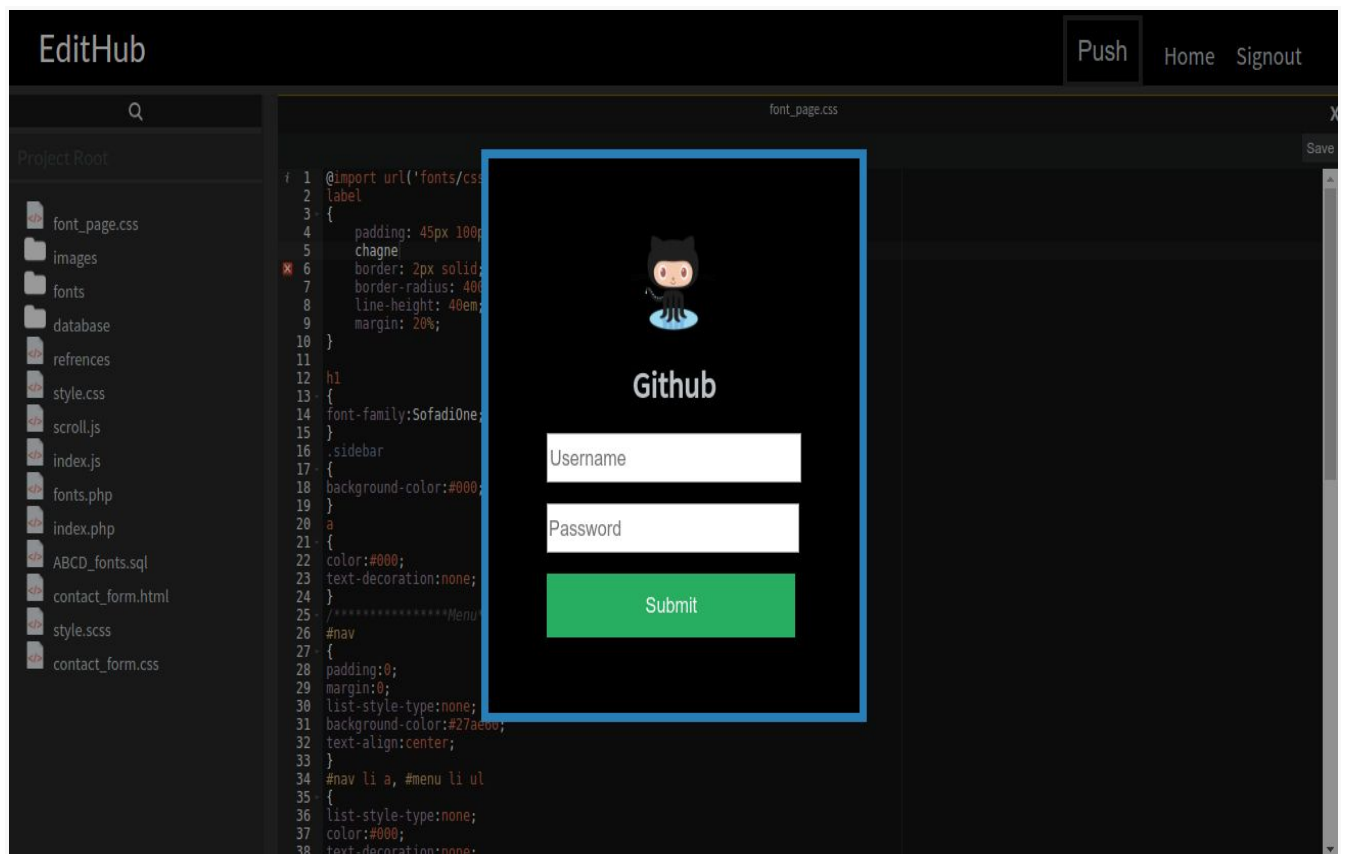 EditHub
Push
Home
Signout
font_page.css
X
Project Root
Save
font_page.css
images
fonts
database
refrences
style.css
scroll.js
index.js
fonts.php
index.php
ABCD_fonts.sql
contact_form.html
style.scss
contact_form.css
i 1 @import url('fonts/css
2 label
3 {
4 padding: 45px 100p
5 chagne
6 border: 2px solid;
7 border-radius: 400
8 line-height: 40em;
9 margin: 20%;
10 }
11
12 h1
13 {
14 font-family:SofadiOne;
15 }
16 .sidebar
17 {
18 background-color:#000;
19 }
20 a
21 {
22 color:#000;
23 text-decoration:none;
24 }
25 /****************Menu*
26 #nav
27 {
28 padding:0;
29 margin:0;
30 list-style-type:none;
31 background-color:#27ae60;
32 text-align:center;
33 }
34 #nav li a, #menu li ul
35 {
36 list-style-type:none;
37 color:#000;
38 text-decoration:none;
Github
Username
Password
Submit